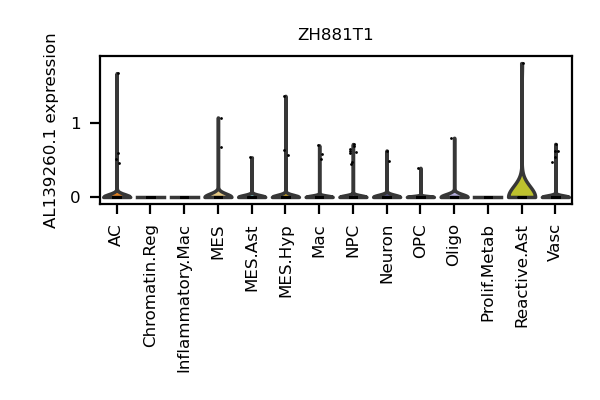 ZH881T1
AL139260.1 expression
1
0
AC
Chromatin.Reg
Inflammatory.Mac
MES
MES.Ast
MES.Hyp
Mac
NPC
Neuron
OPC
Oligo
Prolif.Metab
Reactive.Ast
Vasc